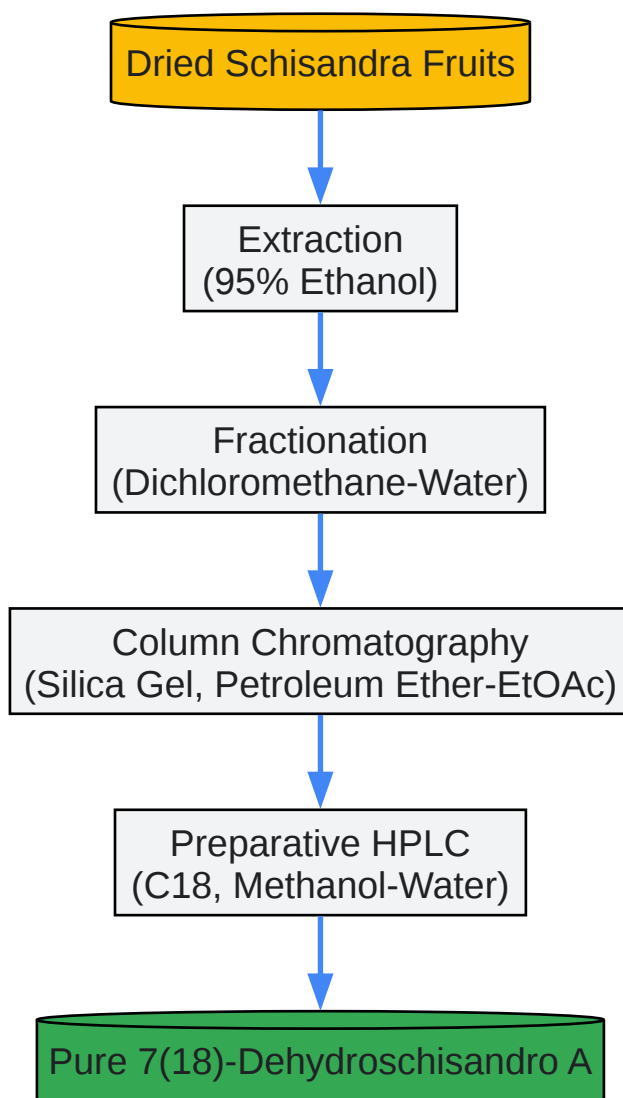 Dried Schisandra Fruits
Extraction
(95% Ethanol)
Fractionation
(Dichloromethane-Water)
Column Chromatography
(Silica Gel, Petroleum Ether-EtOAc)
Preparative HPLC
(C18, Methanol-Water)
Pure 7(18)-Dehydroschisandro A